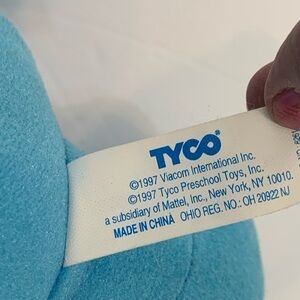 TYCO®
©1997 Viacom International Inc.
©1997 Tyco Preschool Toys, Inc.
a subsidiary of Mattel, Inc., New York, NY 10010.
MADE IN CHINA OHIO REG. NO.: OH 20922 NJ